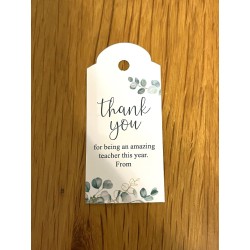 thank
you
for being an amazing
teacher this year.
From